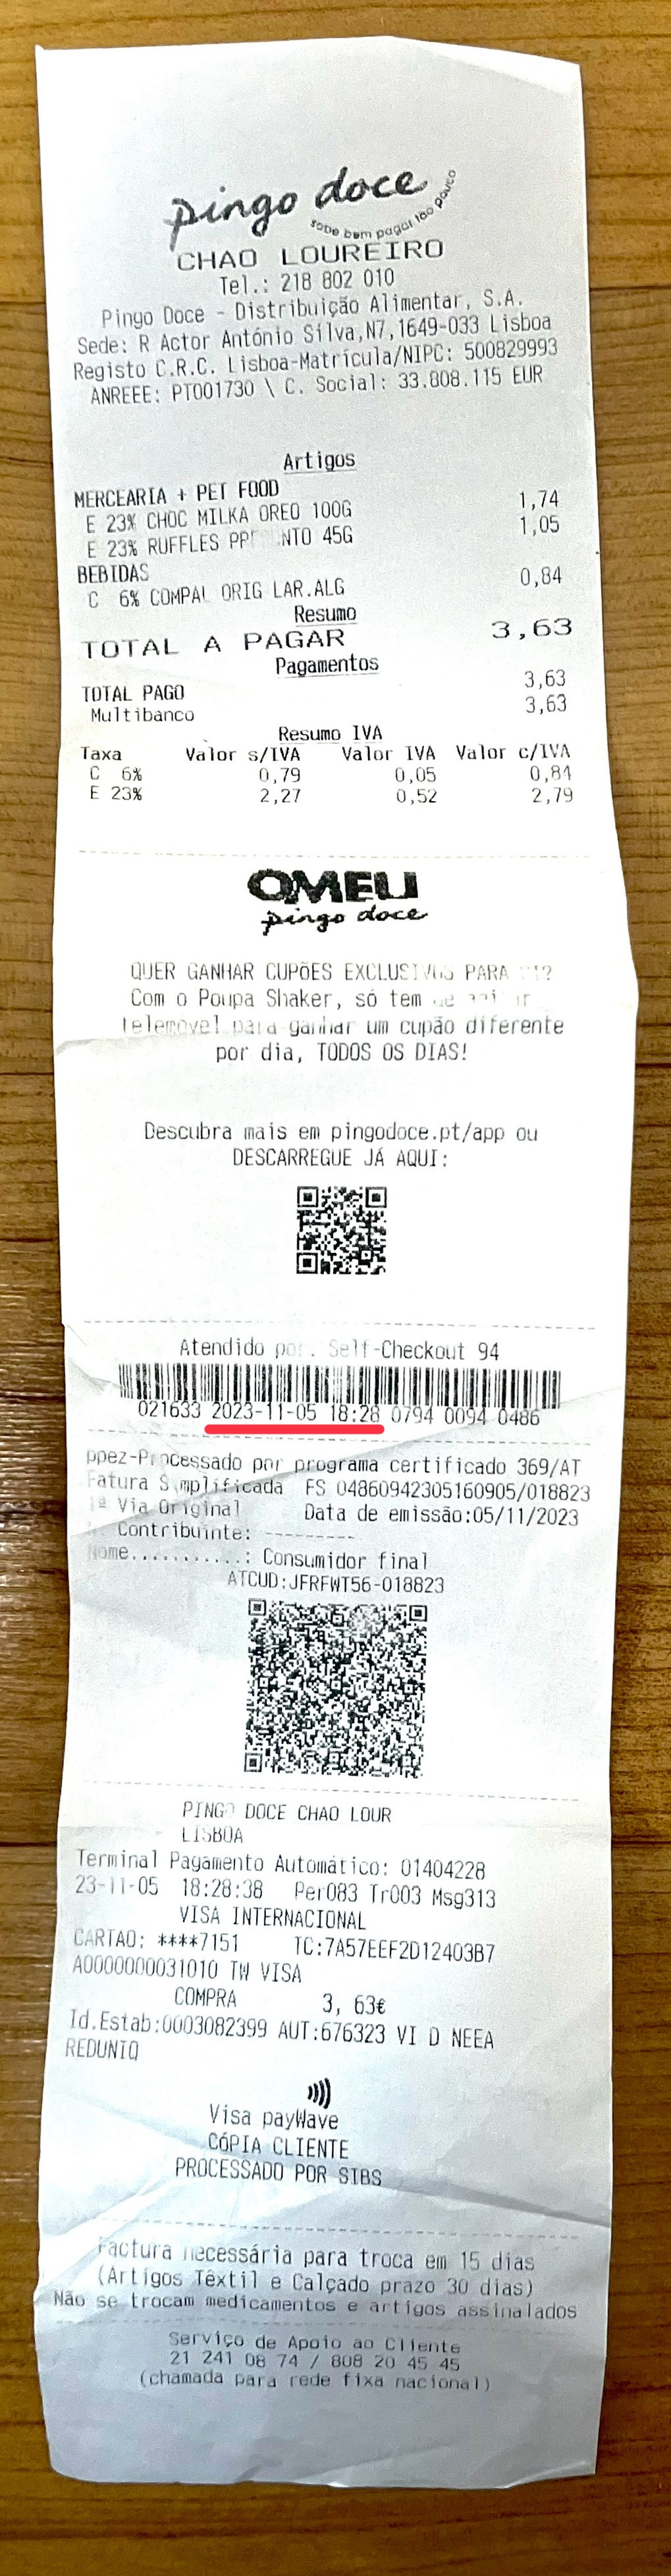 pingo doce
sabe bem pagar tão pouco
CHAO LOUREIRO
Tel.: 218 802 010
Pingo Doce - Distribuição Alimentar, S.A.
Sede: R Actor António Silva,N7,1649-033 Lisboa
Registo C.R.C. Lisboa-Matrícula/NIPC: 500829993
ANREEE: PT001730 \ C. Social: 33.808.115 EUR
Artigos
MERCEARIA + PET FOOD
E 23% CHOC MILKA OREO 100G 1,74
E 23% RUFFLES 45G 1,05
BEBIDAS
C 6% COMPAL ORIG LAR.ALG 0,84
Resumo
TOTAL A PAGAR 3,63
Pagamentos
TOTAL PAGO 3,63
Multibanco 3,63
Resumo IVA
Taxa Valor s/IVA Valor IVA Valor c/IVA
C 6% 0,79 0,05 0,84
E 23% 2,27 0,52 2,79
O MEU
pingo doce
QUER GANHAR CUPÕES EXCLUSIVOS PARA
Com o Poupa Shaker, só tem de
telemóvel para ganhar um cupão diferente
por dia, TODOS OS DIAS!
Descubra mais em pingodoce.pt/app ou
DESCARREGUE JÁ AQUI:
Atendido por. Self-Checkout 94
021633 2023-11-05 18:28 0794 0094 0486
ppez-Processado por programa certificado 369/AT
Fatura Simplificada FS 04860942305160905/018823
1ª Via Original Data de emissão:05/11/2023
Contribuinte: ---------
Nome...........: Consumidor final
ATCUD:JFRFWT56-018823
PINGO DOCE CHAO LOUR
LISBOA
Terminal Pagamento Automático: 01404228
23-11-05 18:28:38 Per083 Tr003 Msg313
VISA INTERNACIONAL
CARTAO: ****7151 TC:7A57EEF2D12403B7
A0000000031010 TW VISA
COMPRA 3, 63€
Id.Estab:0003082399 AUT:676323 VI D NEEA
REDUNIQ
Visa payWave
CÓPIA CLIENTE
PROCESSADO POR SIBS
Factura necessária para troca em 15 dias
(Artigos Têxtil e Calçado prazo 30 dias)
Não se trocam medicamentos e artigos assinalados
Serviço de Apoio ao Cliente
21 241 08 74 / 808 20 45 45
(chamada para rede fixa nacional)